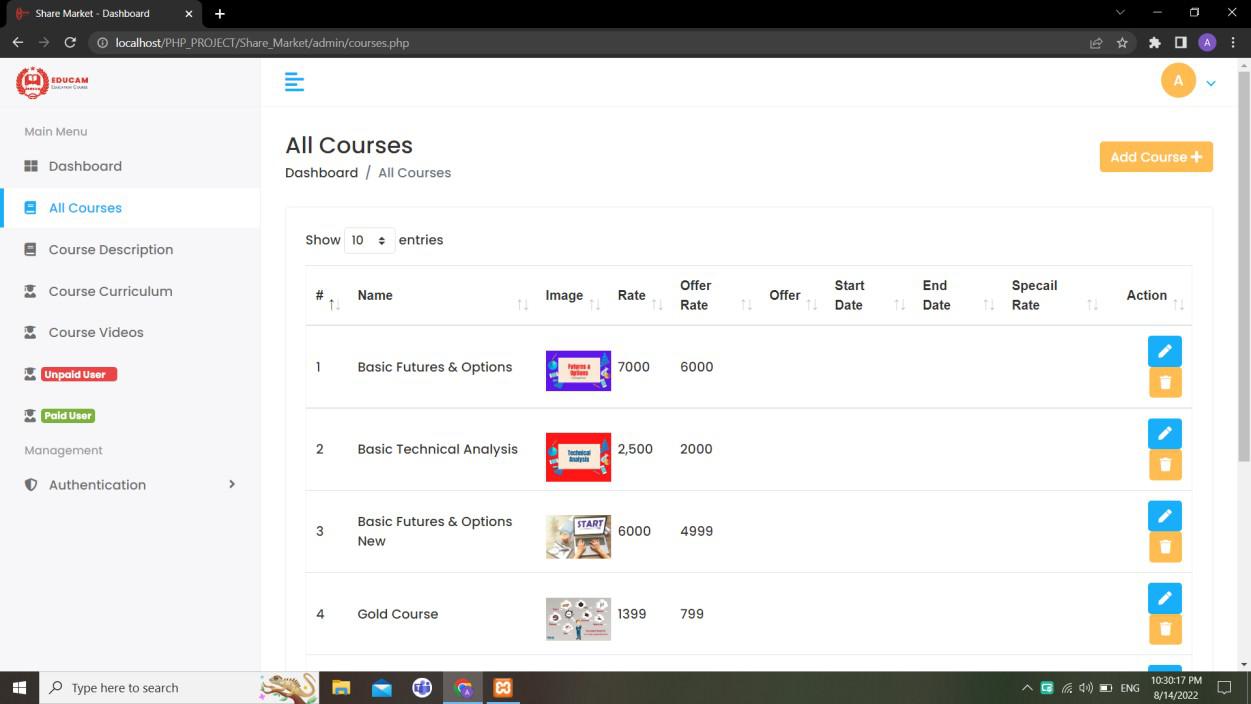 Share Market - Dashboard
localhost/PHP_PROJECT/Share_Market/admin/courses.php
A
EDUCAM
EDUCATION COURSE
A
Main Menu
Dashboard
All Courses
Course Description
Course Curriculum
Course Videos
Unpaid User
Paid User
Management
Authentication
All Courses
Dashboard / All Courses
Add Course
Show 10 entries
# Name Image Rate Offer Rate Offer Start Date End Date Specail Rate Action
1 Basic Futures & Options Futures & Options 7000 6000
2 Basic Technical Analysis Technical Analysis 2,500 2000
3 Basic Futures & Options New START 6000 4999
4 Gold Course 1399 799
Type here to search
ENG
10:30:17 PM
8/14/2022